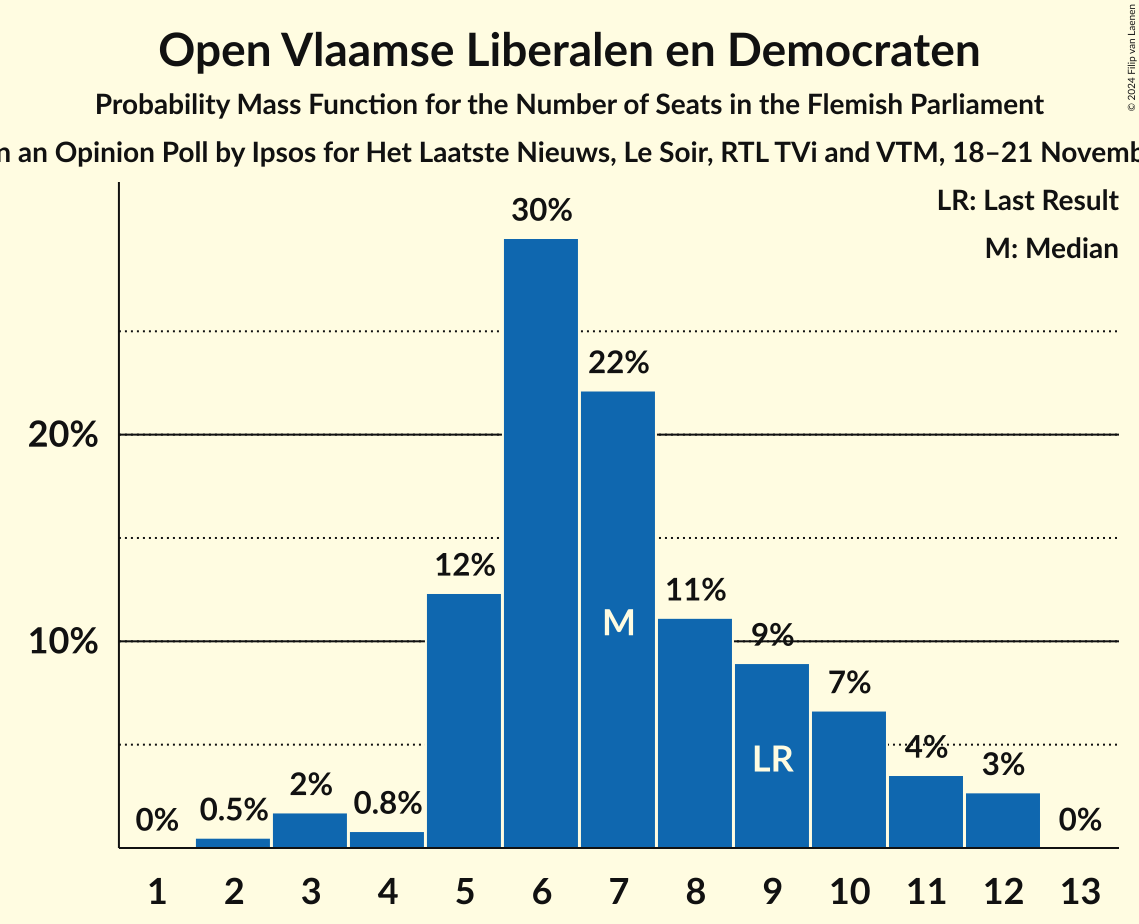 Open Vlaamse Liberalen en Democraten
Probability Mass Function for the Number of Seats in the Flemish Parliament
an Opinion Poll by Ipsos for Het Laatste Nieuws, Le Soir, RTL TVi and VTM, 18–21
© 2024 Filip van Laenen
LR: Last Result
M: Median
30%
22%
20%
12%
11%
M
10%
9%
7%
LR
4%
3%
2%
0.8%
0.5%
0%
0%
1 2 3 4 5 6 7 8 9 10 11 12 13